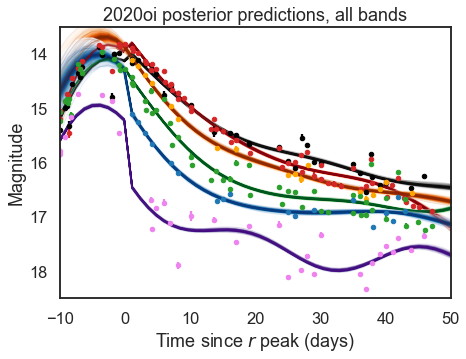 2020oi posterior predictions, all bands
Magnitude
14
15
16
17
18
−10 0 10 20 30 40 50
Time since r peak (days)